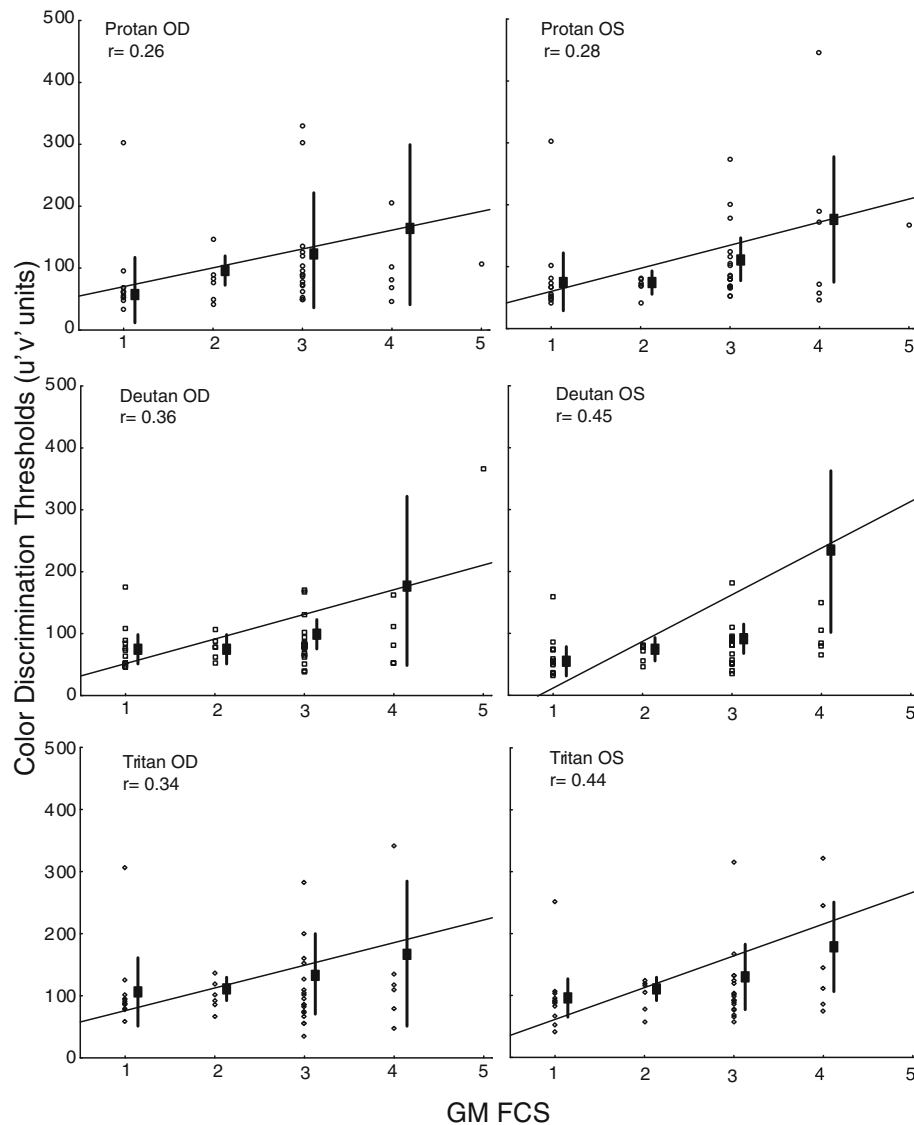 Protan OD
r= 0.26
Protan OS
r= 0.28
500
400
300
200
100
0
1 2 3 4 5
1 2 3 4 5
Deutan OD
r= 0.36
Deutan OS
r= 0.45
500
400
300
200
100
0
1 2 3 4 5
1 2 3 4 5
Tritan OD
r= 0.34
Tritan OS
r= 0.44
500
400
300
200
100
0
1 2 3 4 5
1 2 3 4 5
Color Discrimination Thresholds (u' v' units)
GM FCS